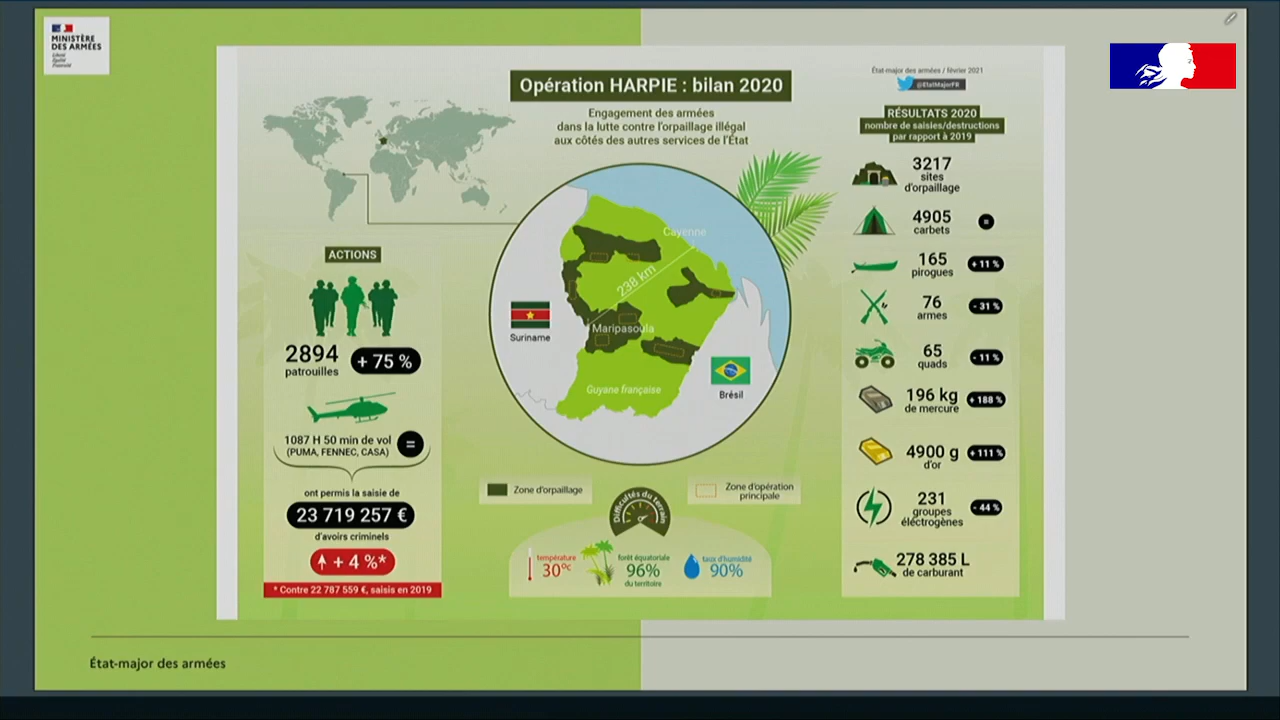 MINISTÈRE
DES ARMÉES
Liberté
Égalité
Fraternité
Opération HARPIE : bilan 2020
Engagement des armées
dans la lutte contre l'orpaillage illégal
aux côtés des autres services de l'État
État-major des armées / février 2021
@EtatMajorFR
ACTIONS
2894
patrouilles
+ 75 %
1087 H 50 min de vol
(PUMA, FENNEC, CASA)
=
ont permis la saisie de
23 719 257 €
d'avoirs criminels
+ 4 %*
* Contre 22 787 559 €, saisis en 2019
Cayenne
238 km
Maripasoula
Suriname
Brésil
Guyane française
Zone d'orpaillage
Zone d'opération
principale
Difficultés du terrain
température
30°C
forêt équatoriale
96%
du territoire
taux d'humidité
90%
RÉSULTATS 2020
nombre de saisies/destructions
par rapport à 2019
3217
sites
d'orpaillage
4905
carbets
=
165
pirogues
+ 11 %
76
armes
- 31 %
65
quads
- 11 %
196 kg
de mercure
+ 188 %
4900 g
d'or
+ 111 %
231
groupes
électrogènes
- 44 %
278 385 L
de carburant
État-major des armées